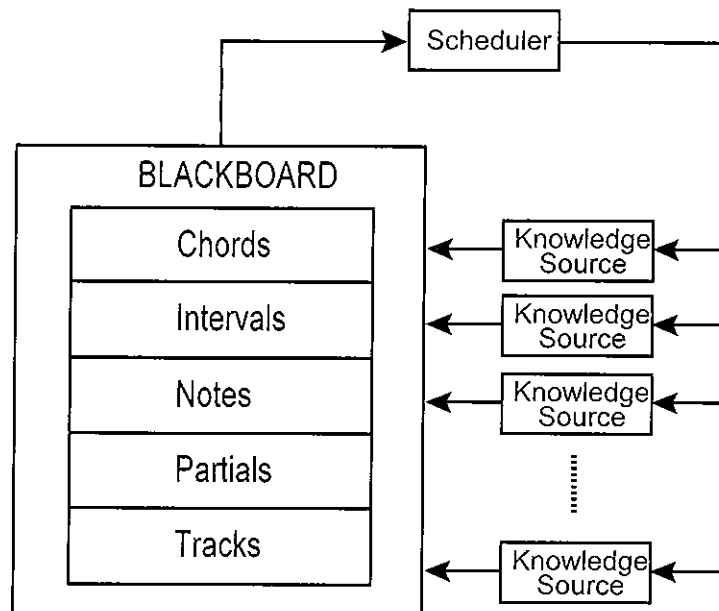 Scheduler
BLACKBOARD
Chords
Intervals
Notes
Partials
Tracks
Knowledge
Source
Knowledge
Source
Knowledge
Source
Knowledge
Source